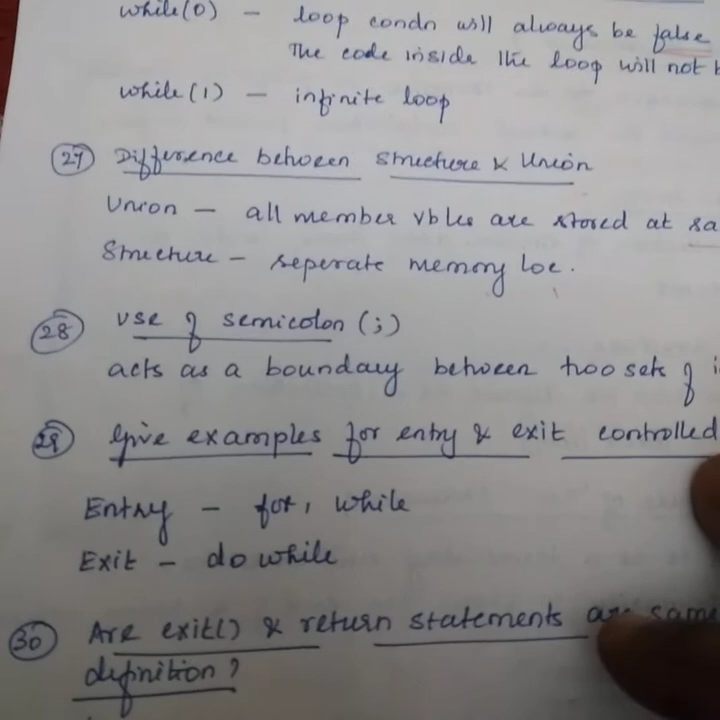 while(0) - loop condn will always be false
The code inside the loop will not
while(1) - infinite loop
27 Difference between structure & Union
Union - all member vbles are stored at sa
Structure - seperate memory loc.
28 use of semicolon (;)
acts as a boundary between two sets of i
29 Give examples for entry & exit controlled
Entry - for, while
Exit - do while
30 Are exit() & return statements are same
definition?